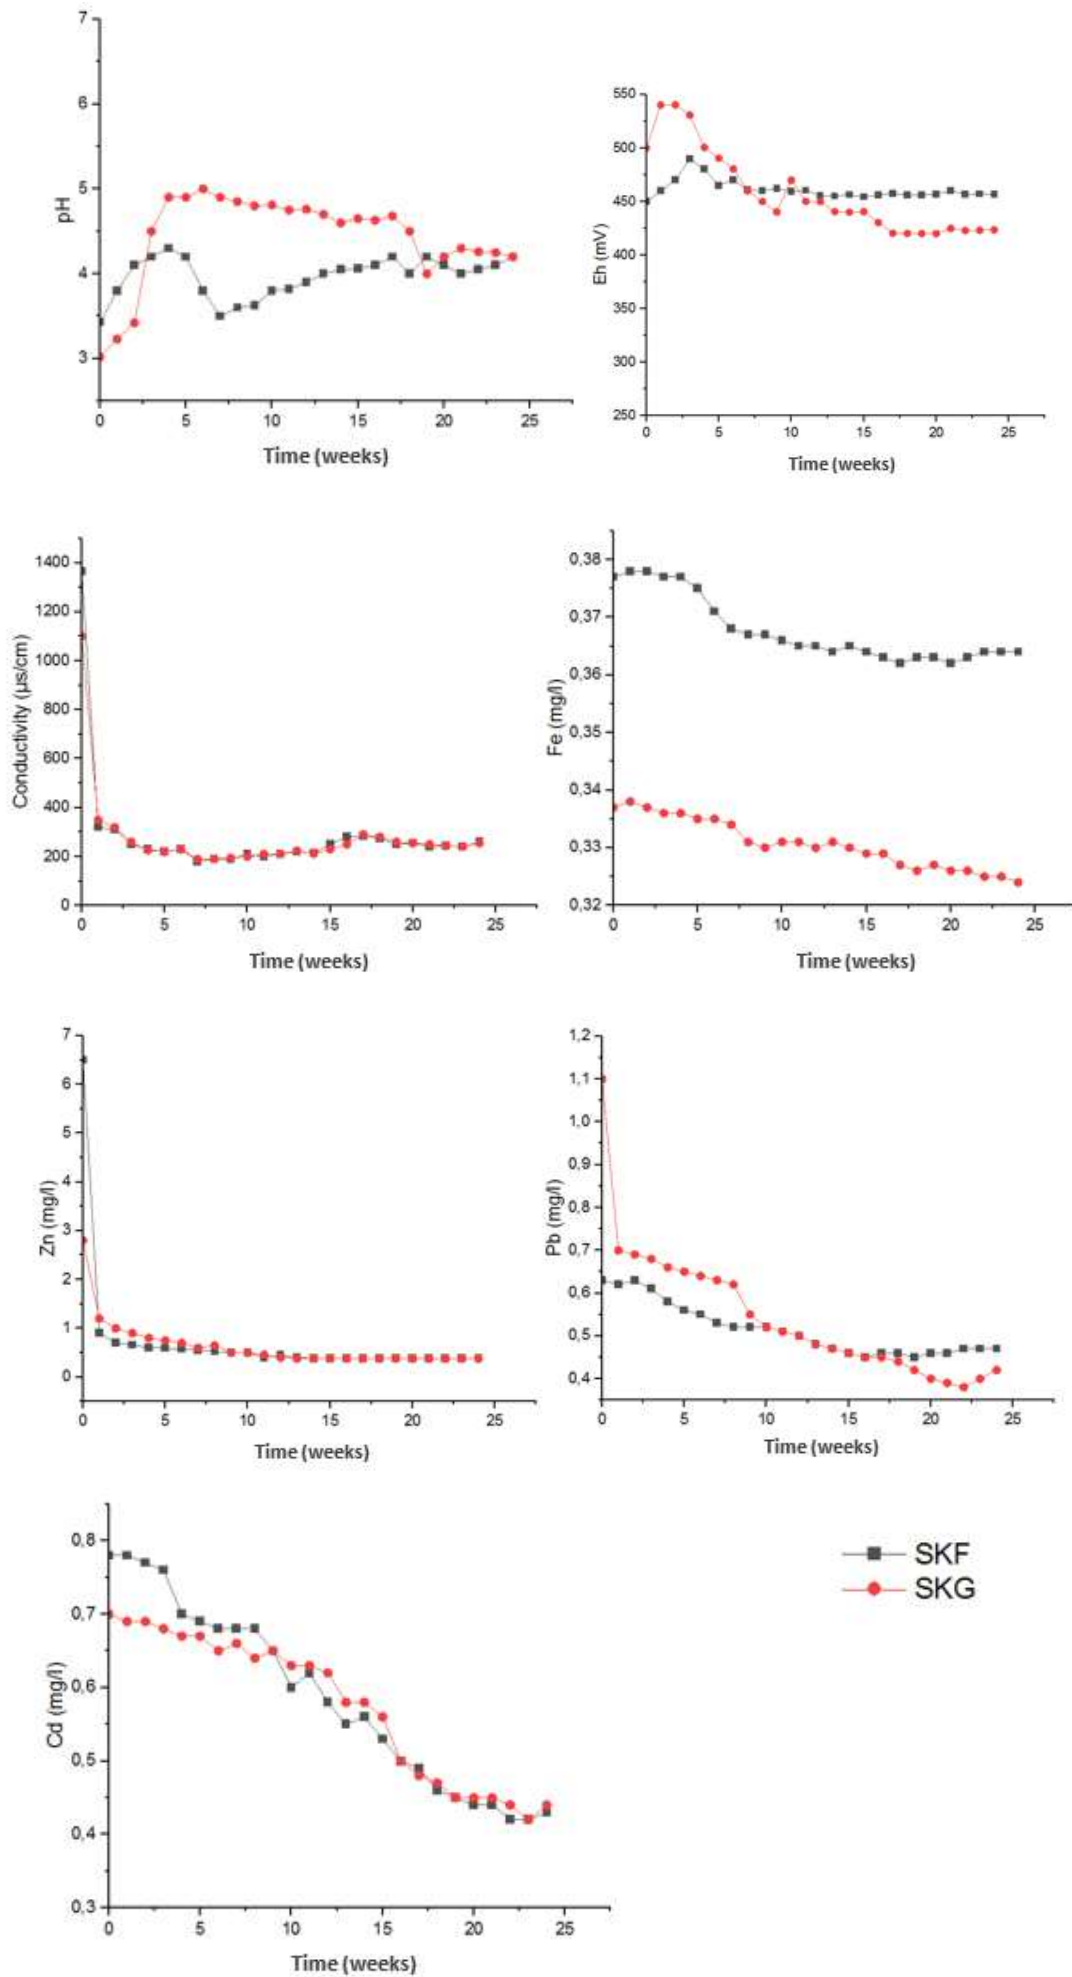 7
6
5
4
3
pH
0 5 10 15 20 25
Time (weeks)
550
500
450
400
350
300
250
Eh (mV)
0 5 10 15 20 25
Time (weeks)
1400
1200
1000
800
600
400
200
0
Conductivity (µs/cm)
0 5 10 15 20 25
Time (weeks)
0,38
0,37
0,36
0,35
0,34
0,33
0,32
Fe (mg/l)
0 5 10 15 20 25
Time (weeks)
7
6
5
4
3
2
1
0
Zn (mg/l)
0 5 10 15 20 25
Time (weeks)
1,2
1,1
1,0
0,9
0,8
0,7
0,6
0,5
0,4
Pb (mg/l)
0 5 10 15 20 25
Time (weeks)
0,8
0,7
0,6
0,5
0,4
0,3
Cd (mg/l)
0 5 10 15 20 25
Time (weeks)
SKF
SKG